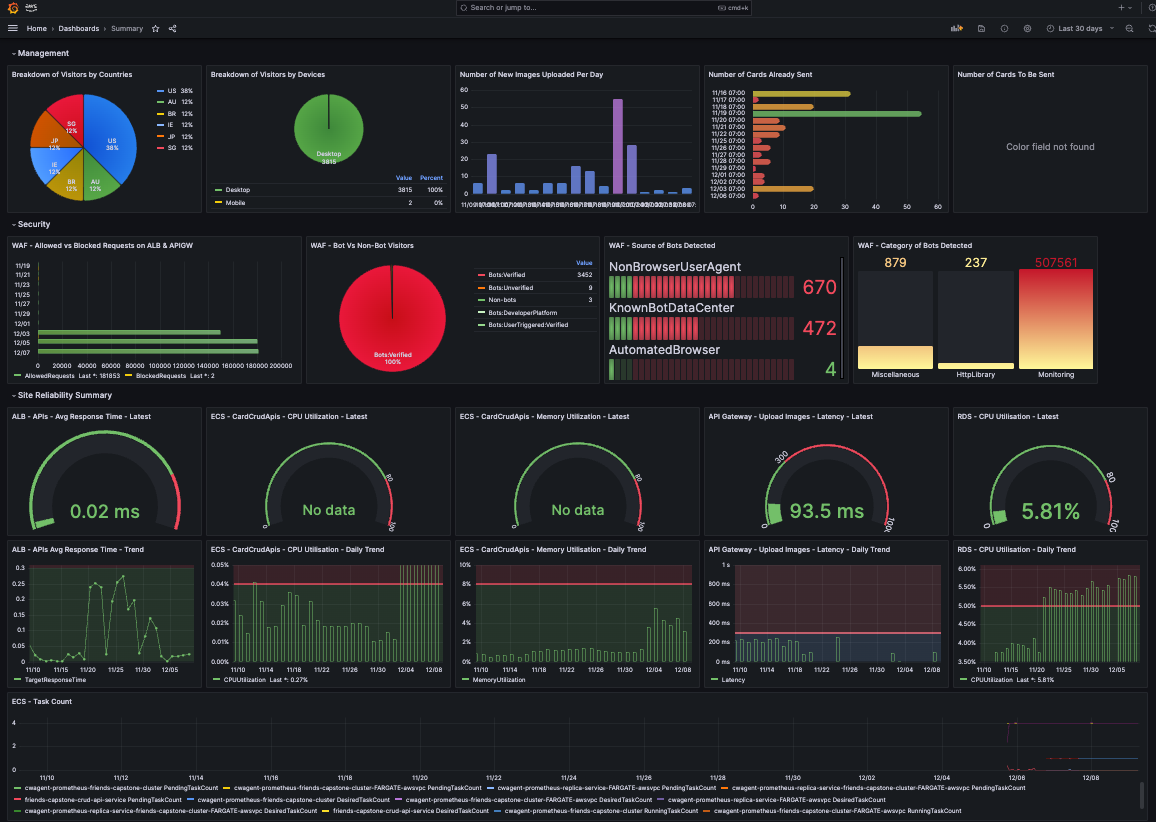 aws
Search or jump to...
cmd+k
Home › Dashboards › Summary
Last 30 days
Management
Breakdown of Visitors by Countries
US 38%
AU 12%
BR 12%
IE 12%
JP 12%
SG 12%
SG 12%
US 38%
JP 12%
IE 12%
BR 12%
AU 12%
Breakdown of Visitors by Devices
Desktop
3815
Value Percent
Desktop 3815 100%
Mobile 2 0%
Number of New Images Uploaded Per Day
60
50
40
30
20
10
0
Number of Cards Already Sent
11/16 07:00
11/17 07:00
11/18 07:00
11/19 07:00
11/20 07:00
11/21 07:00
11/22 07:00
11/25 07:00
11/26 07:00
11/27 07:00
11/28 07:00
11/29 07:00
12/01 07:00
12/02 07:00
12/03 07:00
12/06 07:00
0 10 20 30 40 50 60
Number of Cards To Be Sent
Color field not found
Security
WAF - Allowed vs Blocked Requests on ALB & APIGW
11/19
11/21
11/23
11/25
11/27
11/29
12/01
12/03
12/05
12/07
0 20000 40000 60000 80000 100000 120000 140000 160000 180000 200000
AllowedRequests Last *: 181853 BlockedRequests Last *: 2
WAF - Bot Vs Non-Bot Visitors
Bots:Verified
100%
Value
Bots:Verified 3452
Bots:Unverified 9
Non-bots 3
Bots:DeveloperPlatform
Bots:UserTriggered:Verified
WAF - Source of Bots Detected
NonBrowserUserAgent
670
KnownBotDataCenter
472
AutomatedBrowser
4
WAF - Category of Bots Detected
879 237 507561
Miscellaneous HttpLibrary Monitoring
Site Reliability Summary
ALB - APIs - Avg Response Time - Latest
0.02 ms
ECS - CardCrudApis - CPU Utilization - Latest
0 80 100
No data
ECS - CardCrudApis - Memory Utilization - Latest
0 80 100
No data
API Gateway - Upload Images - Latency - Latest
0 300
93.5 ms
RDS - CPU Utilisation - Latest
0 80 100
5.81%
ALB - APIs Avg Response Time - Trend
0.3
0.25
0.2
0.15
0.1
0.05
0
11/10 11/15 11/20 11/25 11/30 12/05
TargetResponseTime
ECS - CardCrudApis - CPU Utilization - Daily Trend
0.05%
0.04%
0.03%
0.02%
0.01%
0.00%
11/14 11/18 11/22 11/26 11/30 12/04 12/08
CPUUtilization Last *: 0.27%
ECS - CardCrudApis - Memory Utilisation - Daily Trend
10%
8%
6%
4%
2%
0%
11/14 11/18 11/22 11/26 11/30 12/04 12/08
MemoryUtilization
API Gateway - Upload Images - Latency - Daily Trend
1 s
800 ms
600 ms
400 ms
200 ms
0 ms
11/10 11/14 11/18 11/22 11/26 11/30 12/04 12/08
Latency
RDS - CPU Utilisation - Daily Trend
6.00%
5.50%
5.00%
4.50%
4.00%
3.50%
11/10 11/15 11/20 11/25 11/30 12/05
CPUUtilization Last *: 5.81%
ECS - Task Count
4
2
0
11/10 11/12 11/14 11/16 11/18 11/20 11/22 11/24 11/26 11/28 11/30 12/02 12/04 12/06 12/08
cwagent-prometheus-friends-capstone-cluster PendingTaskCount cwagent-prometheus-friends-capstone-cluster-FARGATE-awsvpc PendingTaskCount cwagent-prometheus-replica-service-FARGATE-awsvpc PendingTaskCount cwagent-prometheus-replica-service-friends-capstone-cluster-FARGATE-awsvpc PendingTaskCount
friends-capstone-crud-api-service PendingTaskCount cwagent-prometheus-friends-capstone-cluster DesiredTaskCount cwagent-prometheus-friends-capstone-cluster-FARGATE-awsvpc DesiredTaskCount cwagent-prometheus-replica-service-FARGATE-awsvpc DesiredTaskCount
cwagent-prometheus-replica-service-friends-capstone-cluster-FARGATE-awsvpc DesiredTaskCount friends-capstone-crud-api-service DesiredTaskCount cwagent-prometheus-friends-capstone-cluster RunningTaskCount cwagent-prometheus-friends-capstone-cluster-FARGATE-awsvpc RunningTaskCount